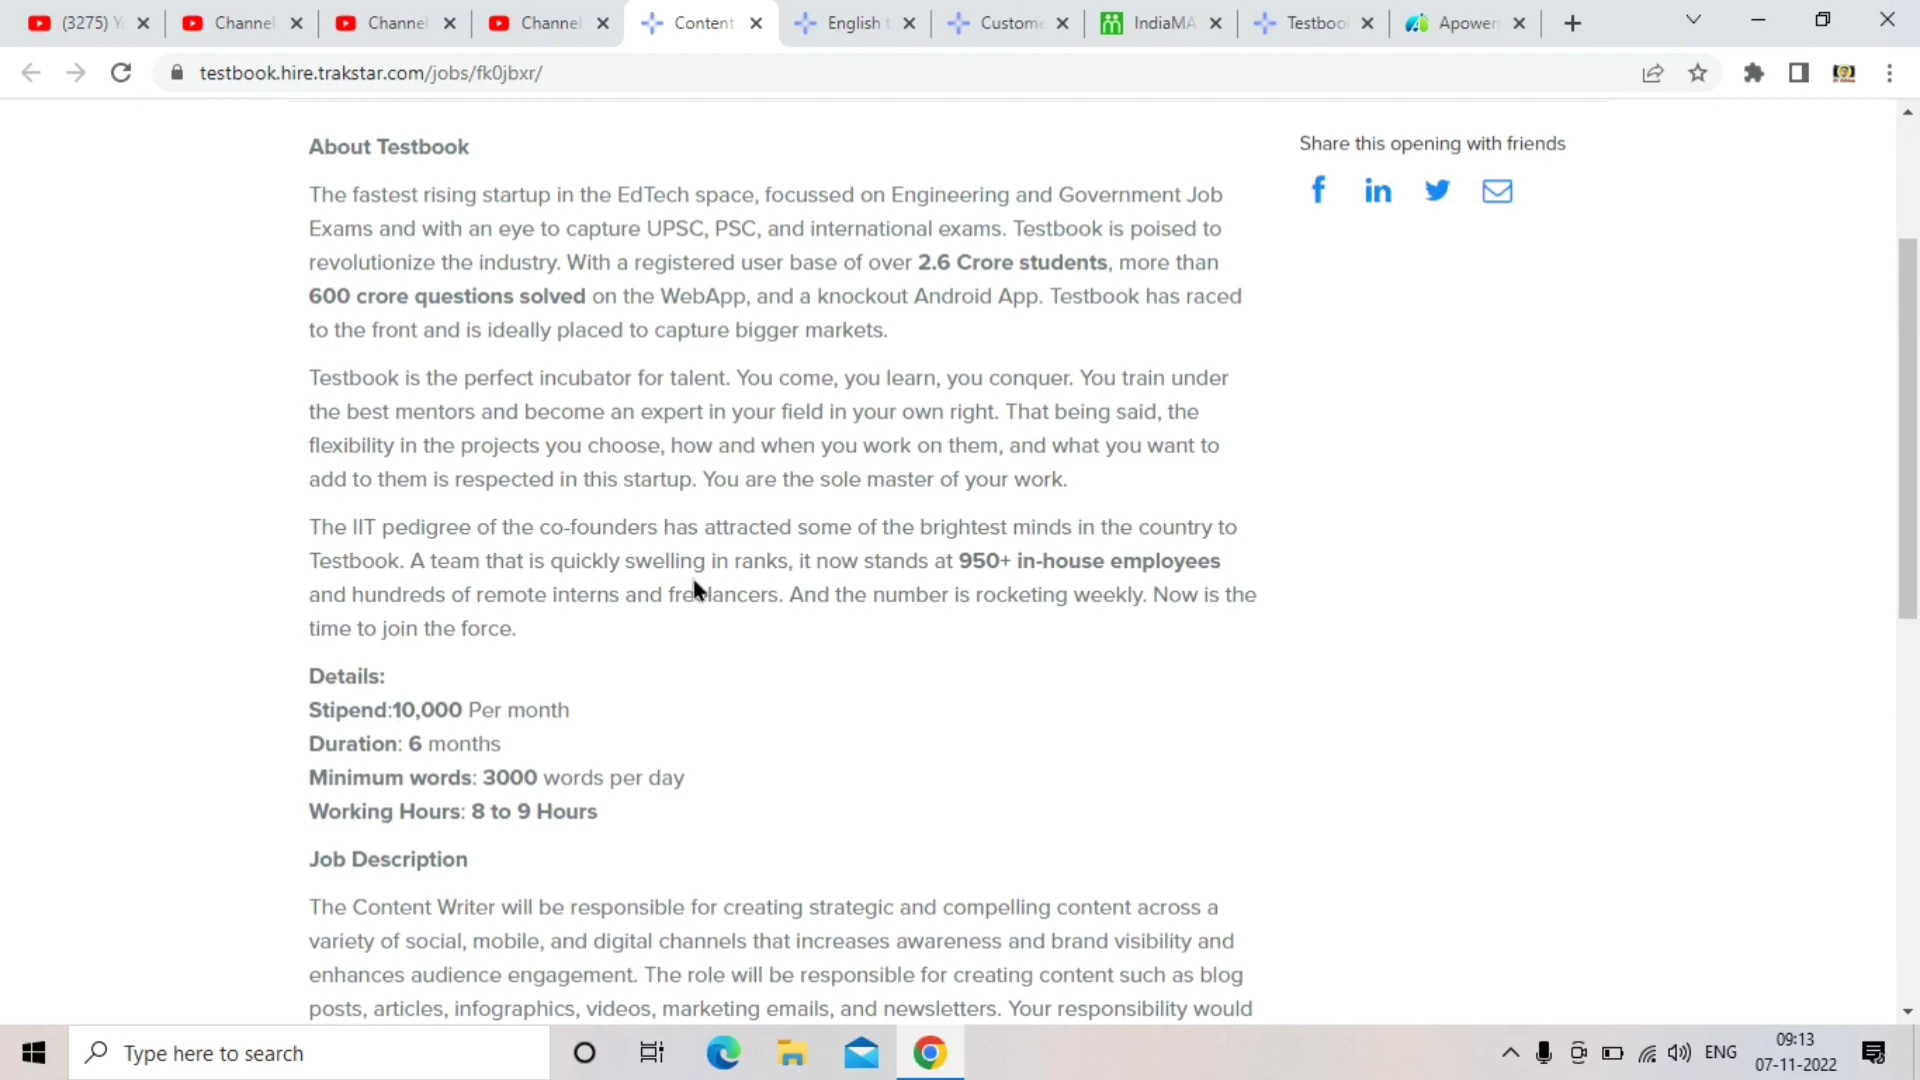 (3275) Y
Channel
Channel
Channel
Content
English t
Custome
IndiaMA
Testboo
Apowers
testbook.hire.trakstar.com/jobs/fk0jbxr/
About Testbook
Share this opening with friends
The fastest rising startup in the EdTech space, focussed on Engineering and Government Job
Exams and with an eye to capture UPSC, PSC, and international exams. Testbook is poised to
revolutionize the industry. With a registered user base of over 2.6 Crore students, more than
600 crore questions solved on the WebApp, and a knockout Android App. Testbook has raced
to the front and is ideally placed to capture bigger markets.
Testbook is the perfect incubator for talent. You come, you learn, you conquer. You train under
the best mentors and become an expert in your field in your own right. That being said, the
flexibility in the projects you choose, how and when you work on them, and what you want to
add to them is respected in this startup. You are the sole master of your work.
The IIT pedigree of the co-founders has attracted some of the brightest minds in the country to
Testbook. A team that is quickly swelling in ranks, it now stands at 950+ in-house employees
and hundreds of remote interns and freelancers. And the number is rocketing weekly. Now is the
time to join the force.
Details:
Stipend:10,000 Per month
Duration: 6 months
Minimum words: 3000 words per day
Working Hours: 8 to 9 Hours
Job Description
The Content Writer will be responsible for creating strategic and compelling content across a
variety of social, mobile, and digital channels that increases awareness and brand visibility and
enhances audience engagement. The role will be responsible for creating content such as blog
posts, articles, infographics, videos, marketing emails, and newsletters. Your responsibility would
Type here to search
ENG
09:13
07-11-2022